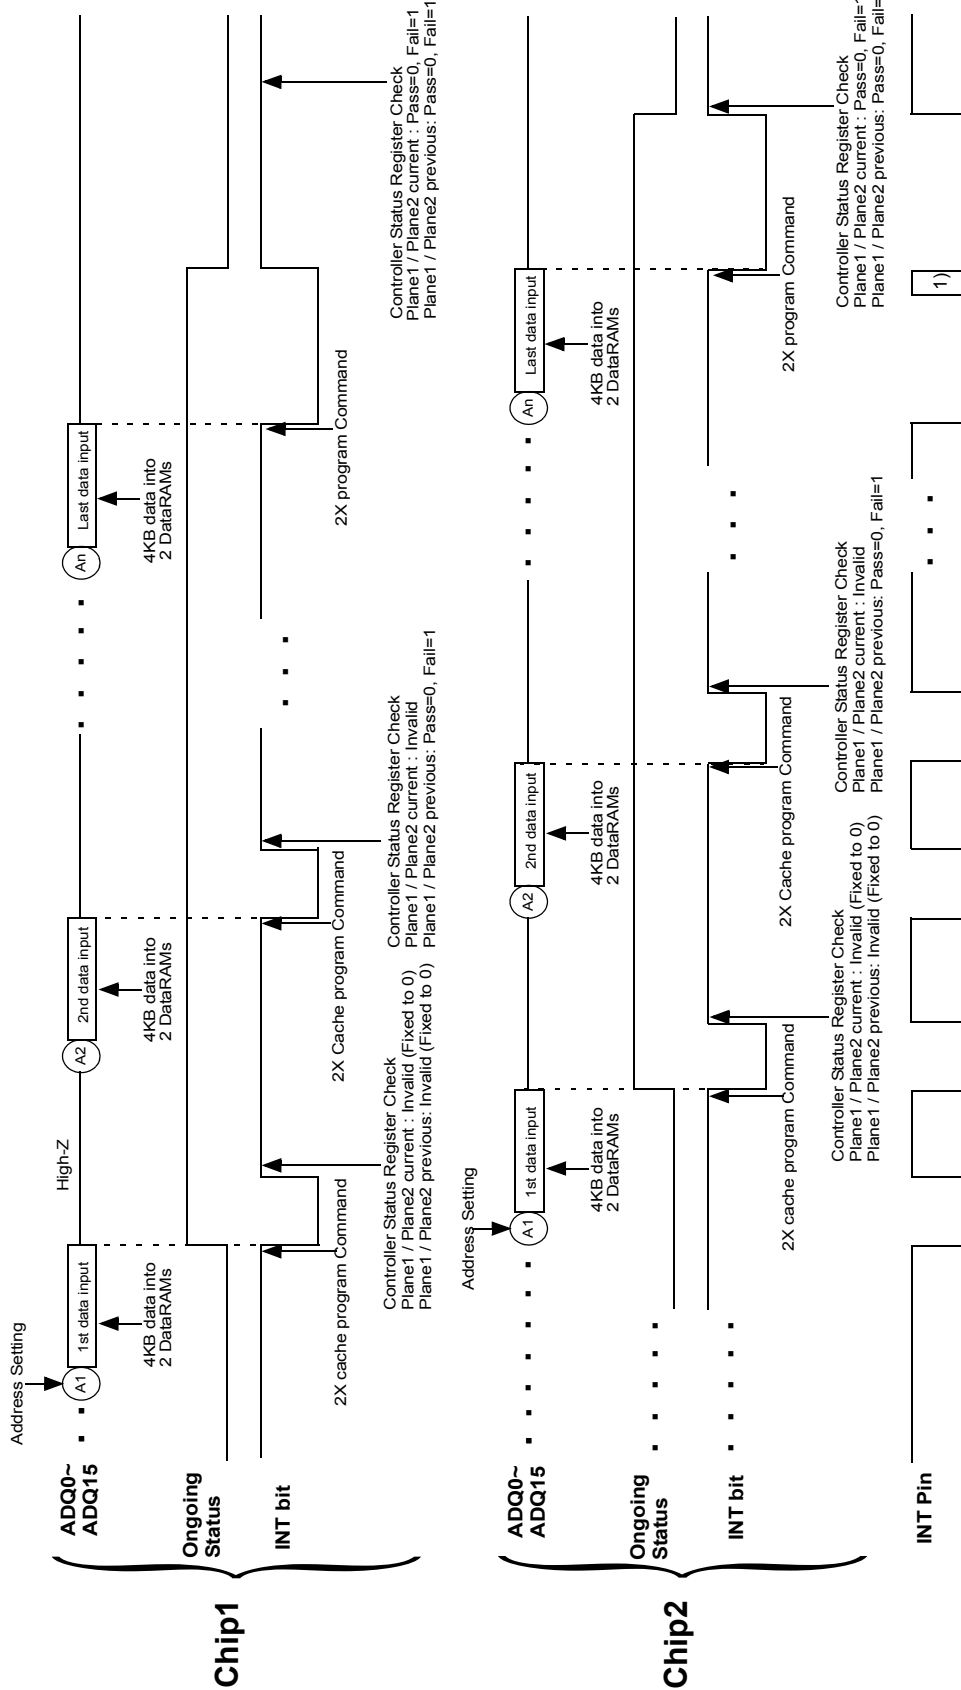 Chip1
ADQ0~
ADQ15
Address Setting
A1
1st data input
High-Z
A2
2nd data input
An
Last data input
4KB data into
2 DataRAMs
4KB data into
2 DataRAMs
4KB data into
2 DataRAMs
Ongoing
Status
INT bit
2X cache program Command
2X Cache program Command
2X program Command
Controller Status Register Check
Plane1 / Plane2 current : Invalid (Fixed to 0)
Plane1 / Plane2 previous: Invalid (Fixed to 0)
Controller Status Register Check
Plane1 / Plane2 current : Invalid
Plane1 / Plane2 previous: Pass=0, Fail=1
Controller Status Register Check
Plane1 / Plane2 current : Pass=0, Fail=1
Plane1 / Plane2 previous: Pass=0, Fail=1
Chip2
ADQ0~
ADQ15
Address Setting
A1
1st data input
A2
2nd data input
An
Last data input
4KB data into
2 DataRAMs
4KB data into
2 DataRAMs
4KB data into
2 DataRAMs
Ongoing
Status
INT bit
2X cache program Command
2X Cache program Command
2X program Command
Controller Status Register Check
Plane1 / Plane2 current : Invalid (Fixed to 0)
Plane1 / Plane2 previous: Invalid (Fixed to 0)
Controller Status Register Check
Plane1 / Plane2 current : Invalid
Plane1 / Plane2 previous: Pass=0, Fail=1
Controller Status Register Check
Plane1 / Plane2 current : Pass=0, Fail=1
Plane1 / Plane2 previous: Pass=0, Fail=
INT Pin
1)